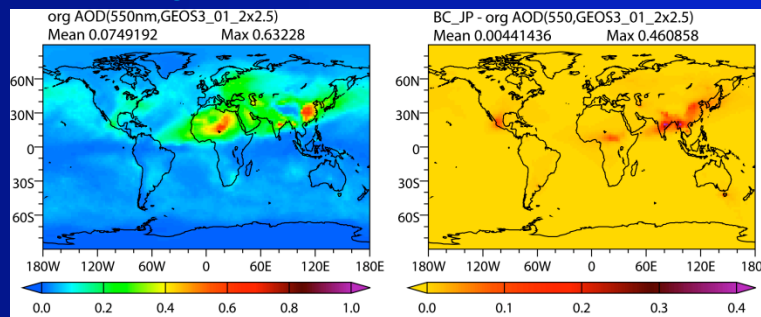 org AOD(550nm,GEOS3_01_2x2.5)
Mean 0.0749192 Max 0.63228
60N
30N
0
30S
60S
180W 120W 60W 0 60E 120E 180E
0.0 0.2 0.4 0.6 0.8 1.0
BC_JP - org AOD(550,GEOS3_01_2x2.5)
Mean 0.00441436 Max 0.460858
60N
30N
0
30S
60S
180W 120W 60W 0 60E 120E 180E
0.0 0.1 0.2 0.3 0.4